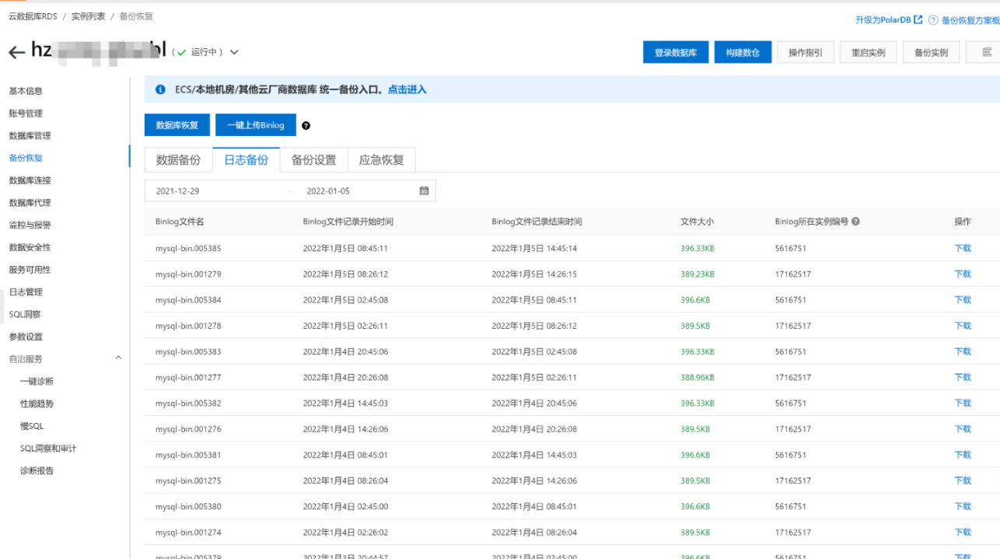 云数据库RDS / 实例列表 / 备份恢复
升级为PolarDB 备份恢复方案概
hz bl ( 运行中 )
登录数据库 构建数仓 操作指引 重启实例 备份实例
基本信息
账号管理
数据库管理
备份恢复
数据库连接
数据库代理
监控与报警
数据安全性
服务可用性
日志管理
SQL洞察
参数设置
自治服务
一键诊断
性能趋势
慢SQL
SQL洞察和审计
诊断报告
ECS/本地机房/其他云厂商数据库 统一备份入口。点击进入
数据库恢复 一键上传Binlog
数据备份 日志备份 备份设置 应急恢复
2021-12-29 - 2022-01-05
Binlog文件名 Binlog文件记录开始时间 Binlog文件记录结束时间 文件大小 Binlog所在实例编号 操作
mysql-bin.005385 2022年1月5日 08:45:11 2022年1月5日 14:45:14 396.33KB 5616751 下载
mysql-bin.001279 2022年1月5日 08:26:12 2022年1月5日 14:26:15 389.23KB 17162517 下载
mysql-bin.005384 2022年1月5日 02:45:08 2022年1月5日 08:45:11 396.6KB 5616751 下载
mysql-bin.001278 2022年1月5日 02:26:11 2022年1月5日 08:26:12 389.5KB 17162517 下载
mysql-bin.005383 2022年1月4日 20:45:06 2022年1月5日 02:45:08 396.33KB 5616751 下载
mysql-bin.001277 2022年1月4日 20:26:08 2022年1月5日 02:26:11 388.96KB 17162517 下载
mysql-bin.005382 2022年1月4日 14:45:03 2022年1月4日 20:45:06 396.33KB 5616751 下载
mysql-bin.001276 2022年1月4日 14:26:06 2022年1月4日 20:26:08 389.5KB 17162517 下载
mysql-bin.005381 2022年1月4日 08:45:01 2022年1月4日 14:45:03 396.6KB 5616751 下载
mysql-bin.001275 2022年1月4日 08:26:04 2022年1月4日 14:26:06 389.5KB 17162517 下载
mysql-bin.005380 2022年1月4日 02:45:00 2022年1月4日 08:45:01 396.6KB 5616751 下载
mysql-bin.001274 2022年1月4日 02:26:02 2022年1月4日 08:26:04 389.5KB 17162517 下载
mysql-bin.005379 2022年1月3日 20:44:57 2022年1月4日 02:45:00 396.6KB 5616751 下载